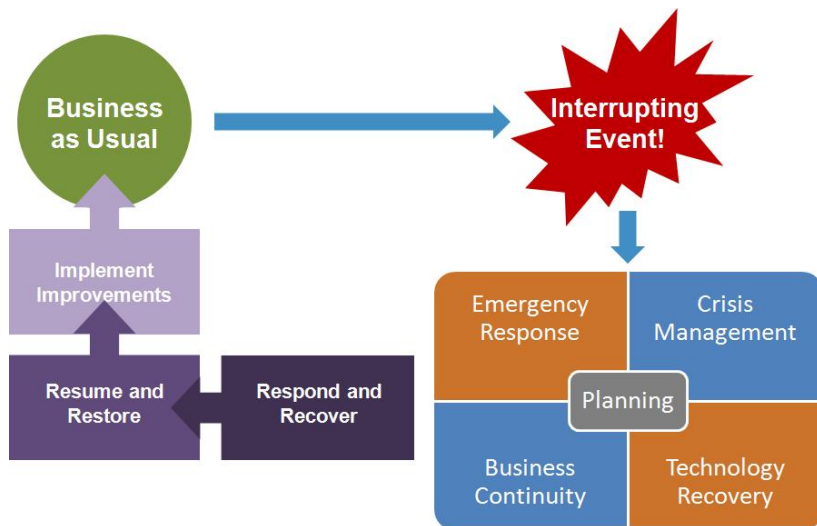 Business
as Usual
Interrupting
Event!
Implement
Improvements
Resume and
Restore
Respond and
Recover
Emergency
Response
Crisis
Management
Planning
Business
Continuity
Technology
Recovery